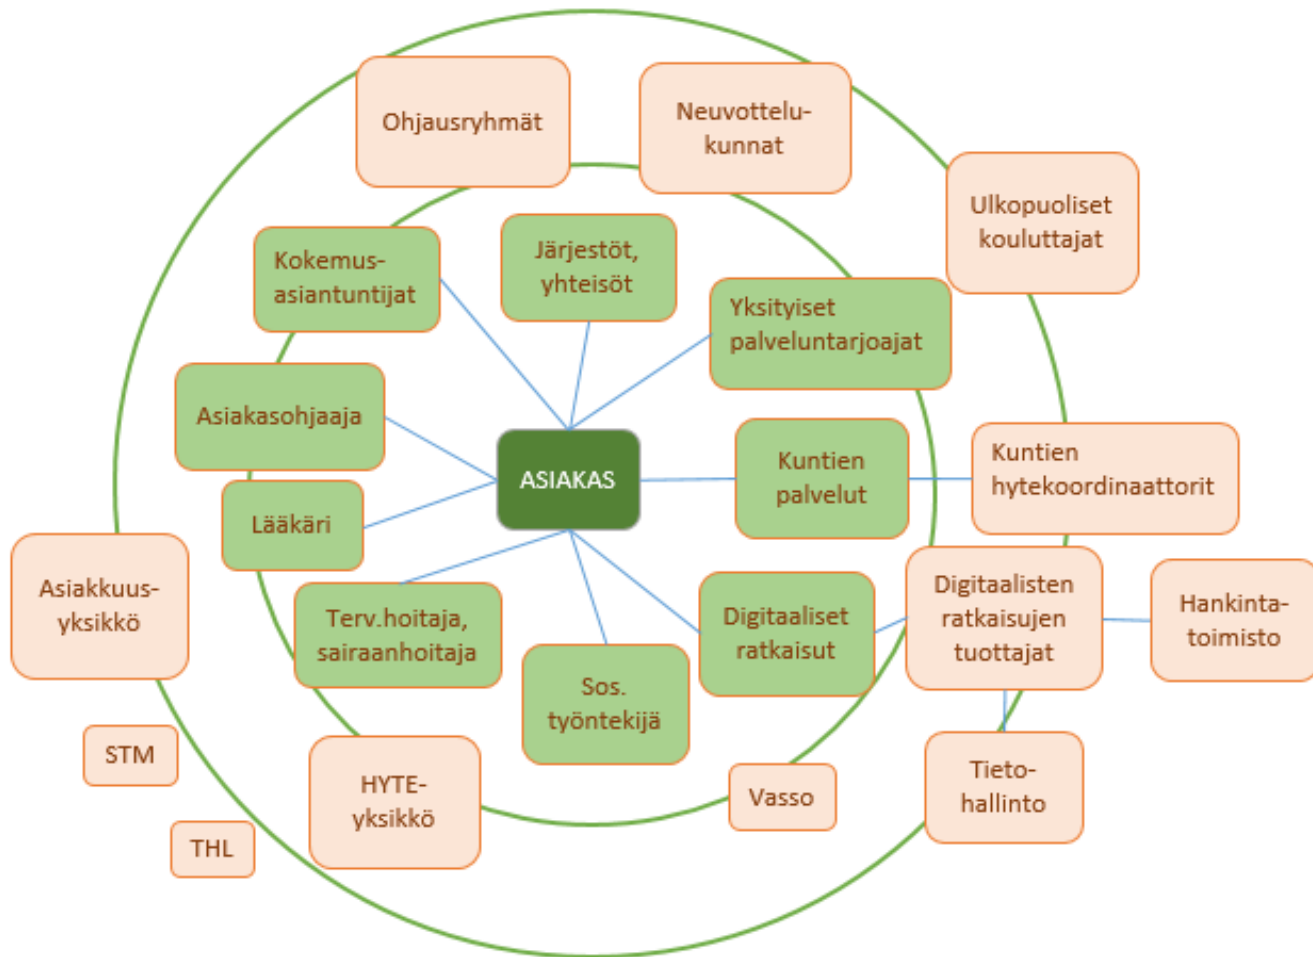 Ohjausryhmät
Neuvottelu-
kunnat
Ulkopuoliset
kouluttajat
Kokemus-
asiantuntijat
Järjestöt,
yhteisöt
Yksityiset
palveluntarjoajat
Asiakasohjaaja
ASIAKAS
Kuntien
palvelut
Kuntien
hytekoordinaattorit
Lääkäri
Asiakkuus-
yksikkö
Terv.hoitaja,
sairaanhoitaja
Sos.
työntekijä
Digitaaliset
ratkaisut
Digitaalisten
ratkaisujen
tuottajat
Hankinta-
toimisto
STM
THL
HYTE-
yksikkö
Vasso
Tieto-
hallinto